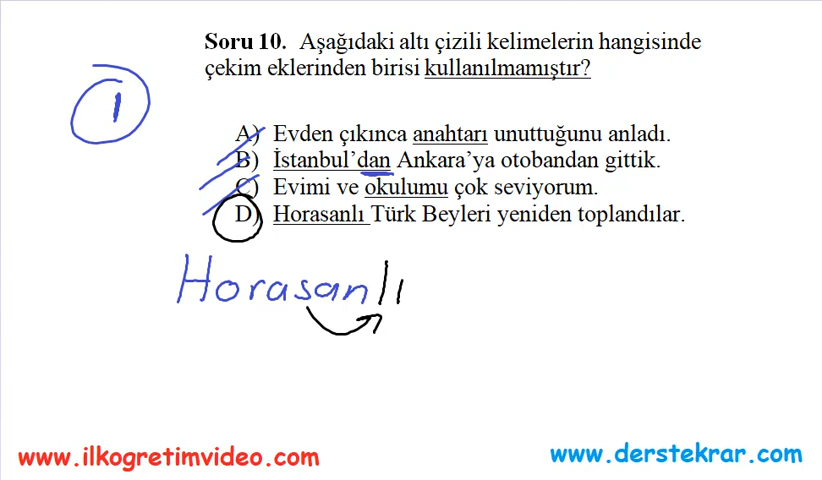 Soru 10. Aşağıdaki altı çizili kelimelerin hangisinde
çekim eklerinden birisi kullanılmamıştır?
1
A) Evden çıkınca anahtarı unuttuğunu anladı.
B) İstanbul’dan Ankara’ya otobandan gittik.
C) Evimi ve okulumu çok seviyorum.
D) Horasanlı Türk Beyleri yeniden toplandılar.
Horasanlı
www.ilkogretimvideo.com
www.derstekrar.com